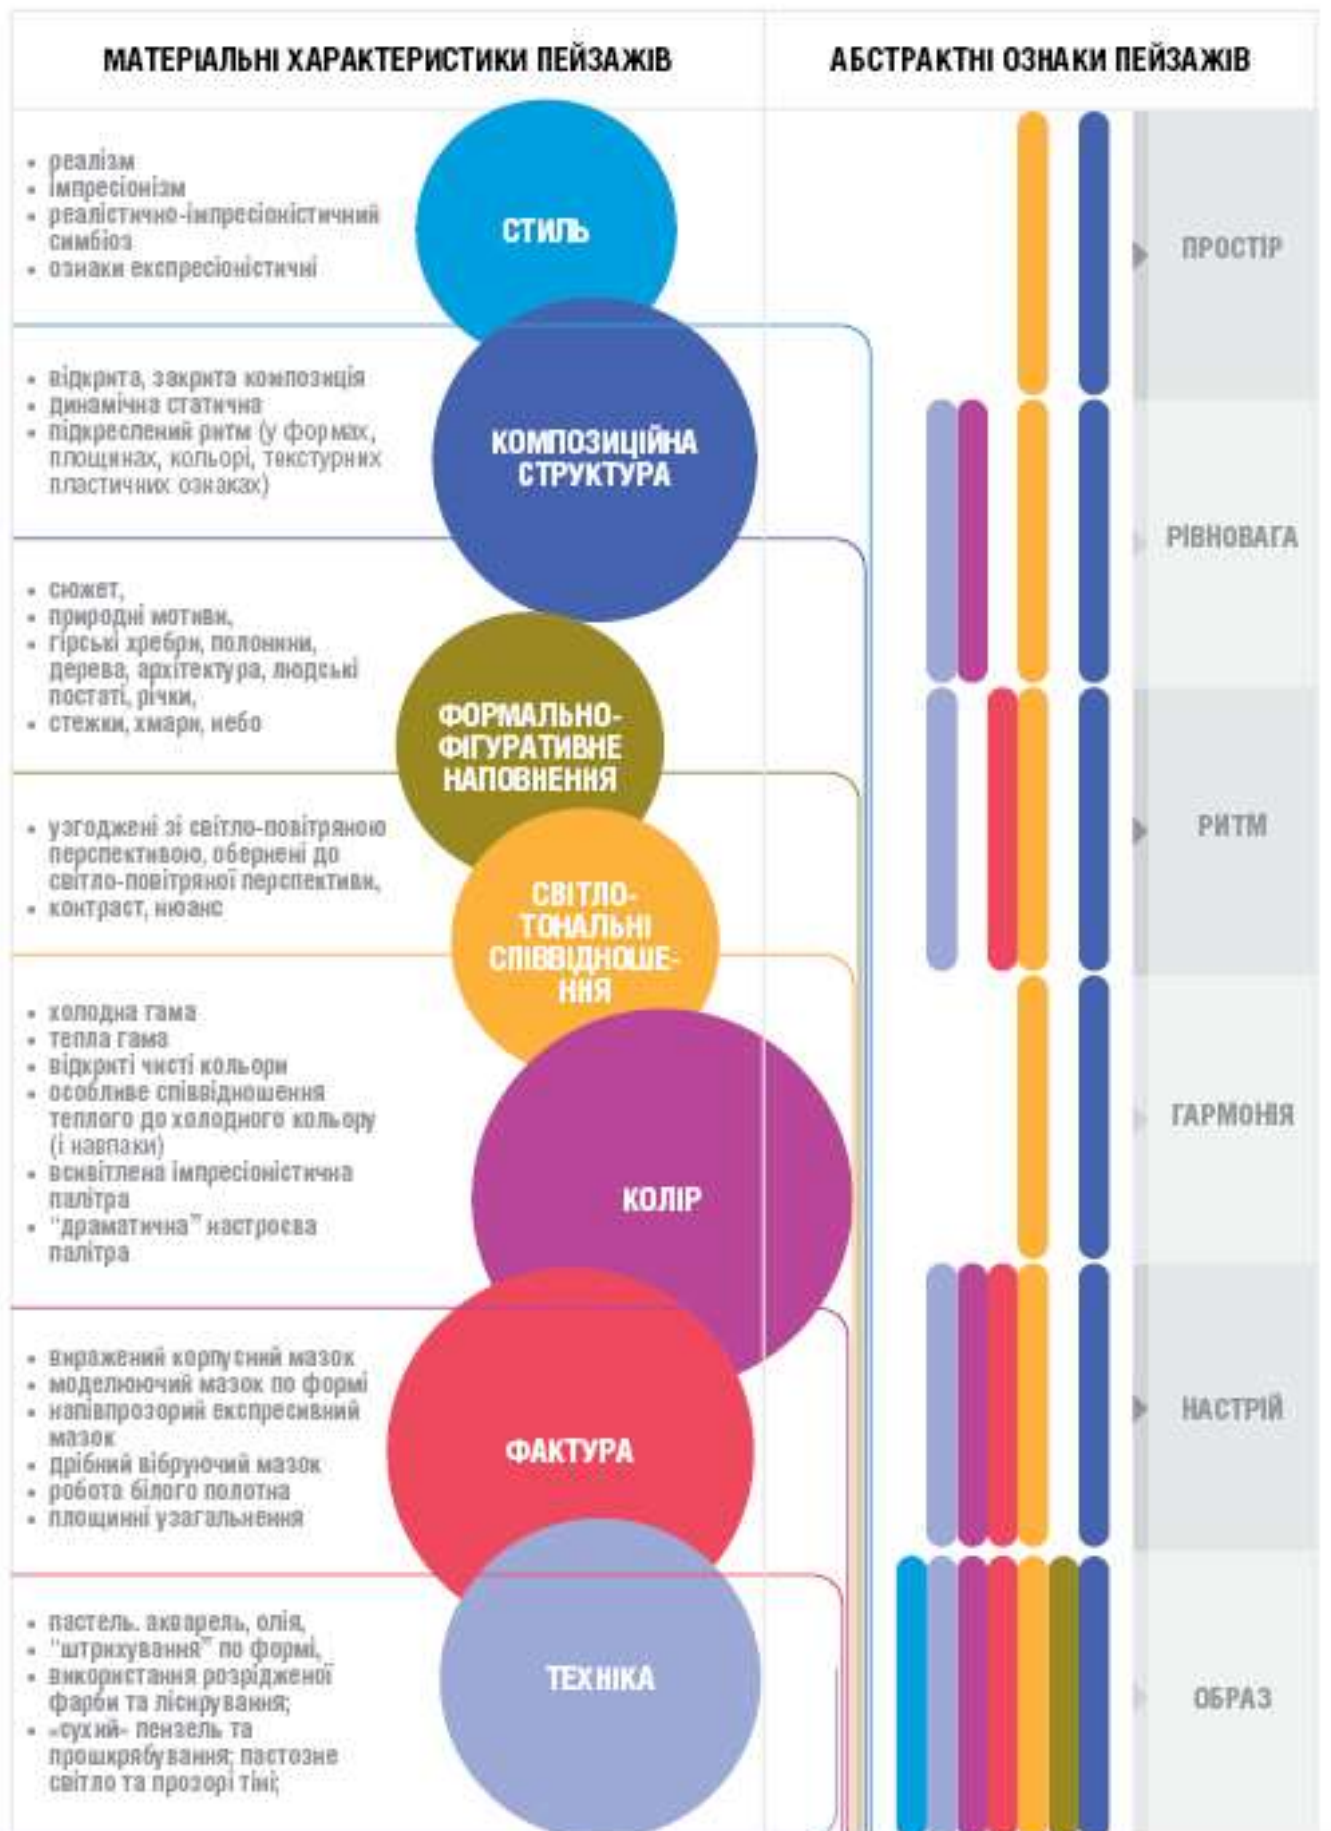 МАТЕРІАЛЬНІ ХАРАКТЕРИСТИКИ ПЕЙЗАЖІВ
АБСТРАКТНІ ОЗНАКИ ПЕЙЗАЖІВ
• реалізм
• імпресіонізм
• реалістично-імпресіоністичний
симбіоз
• ознаки експресіоністичні
СТИЛЬ
ПРОСТІР
• відкрита, закрита композиція
• динамічна статична
• підкреслений ритм (у формах,
площинах, кольорі, текстурних
пластичних ознаках)
КОМПОЗИЦІЙНА
СТРУКТУРА
РІВНОВАГА
• сюжет,
• природні мотиви,
• гірські хребри, полонини,
дерева, архітектура, людські
постаті, річки,
• стежки, хмари, небо
ФОРМАЛЬНО-
ФІГУРАТИВНЕ
НАПОВНЕННЯ
РИТМ
• узгоджені зі світло-повітряною
перспективою, обернені до
світло-повітряної перспективи,
• контраст, нюанс
СВІТЛО-
ТОНАЛЬНІ
СПІВВІДНОШЕ-
ННЯ
• холодна гама
• тепла гама
• відкриті чисті кольори
• особливе співвідношення
теплого до холодного кольору
(і навпаки)
• всивітлена імпресіоністична
палітра
• "драматична" настроєва
палітра
КОЛІР
ГАРМОНІЯ
• виражений корпусний мазок
• моделюючий мазок по формі
• напівпрозорий експресивний
мазок
• дрібний вібруючий мазок
• робота білого полотна
• площинні узагальнення
ФАКТУРА
НАСТРІЙ
• пастель. акварель, олія,
• "штрихування" по формі,
• використання розрідженої
фарби та лісирування;
• «сухий» пензель та
прошкрябування; пастозне
світло та прозорі тіні;
ТЕХНІКА
ОБРАЗ